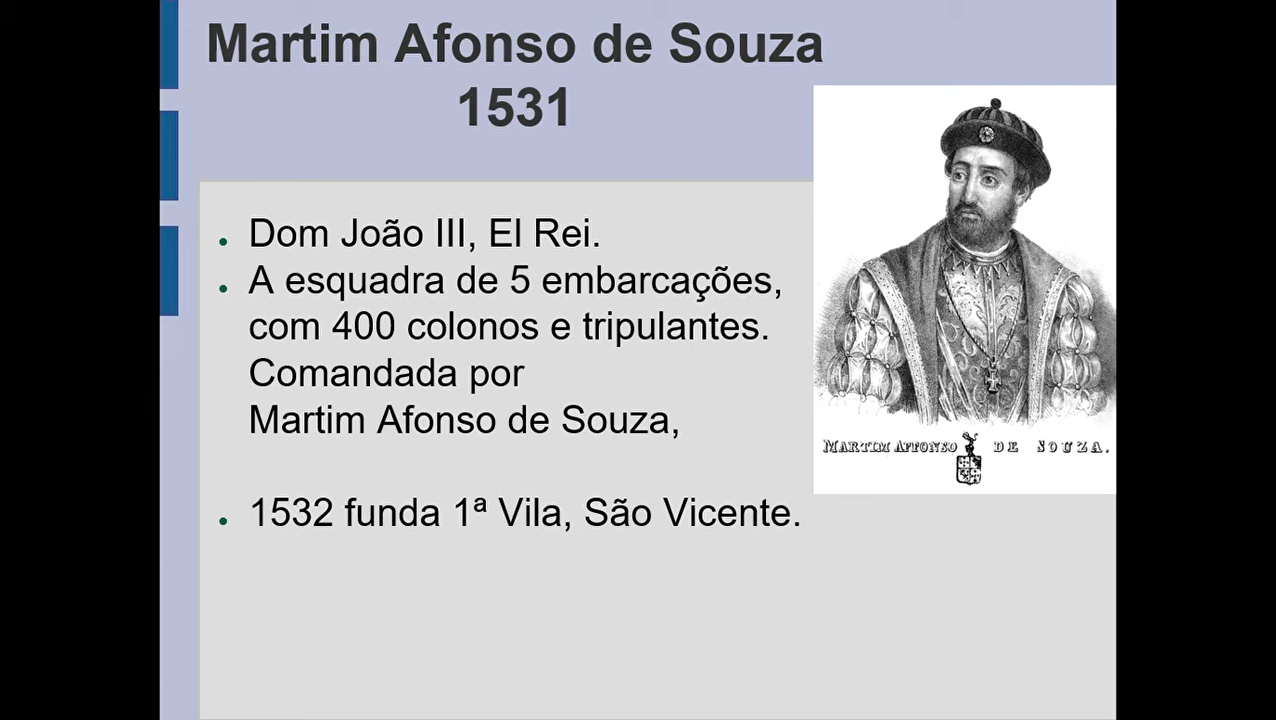 Martim Afonso de Souza
1531
Dom João III, El Rei.
A esquadra de 5 embarcações,
com 400 colonos e tripulantes.
Comandada por
Martim Afonso de Souza,
1532 funda 1ª Vila, São Vicente.
MARTIM AFFONSO DE SOUZA.